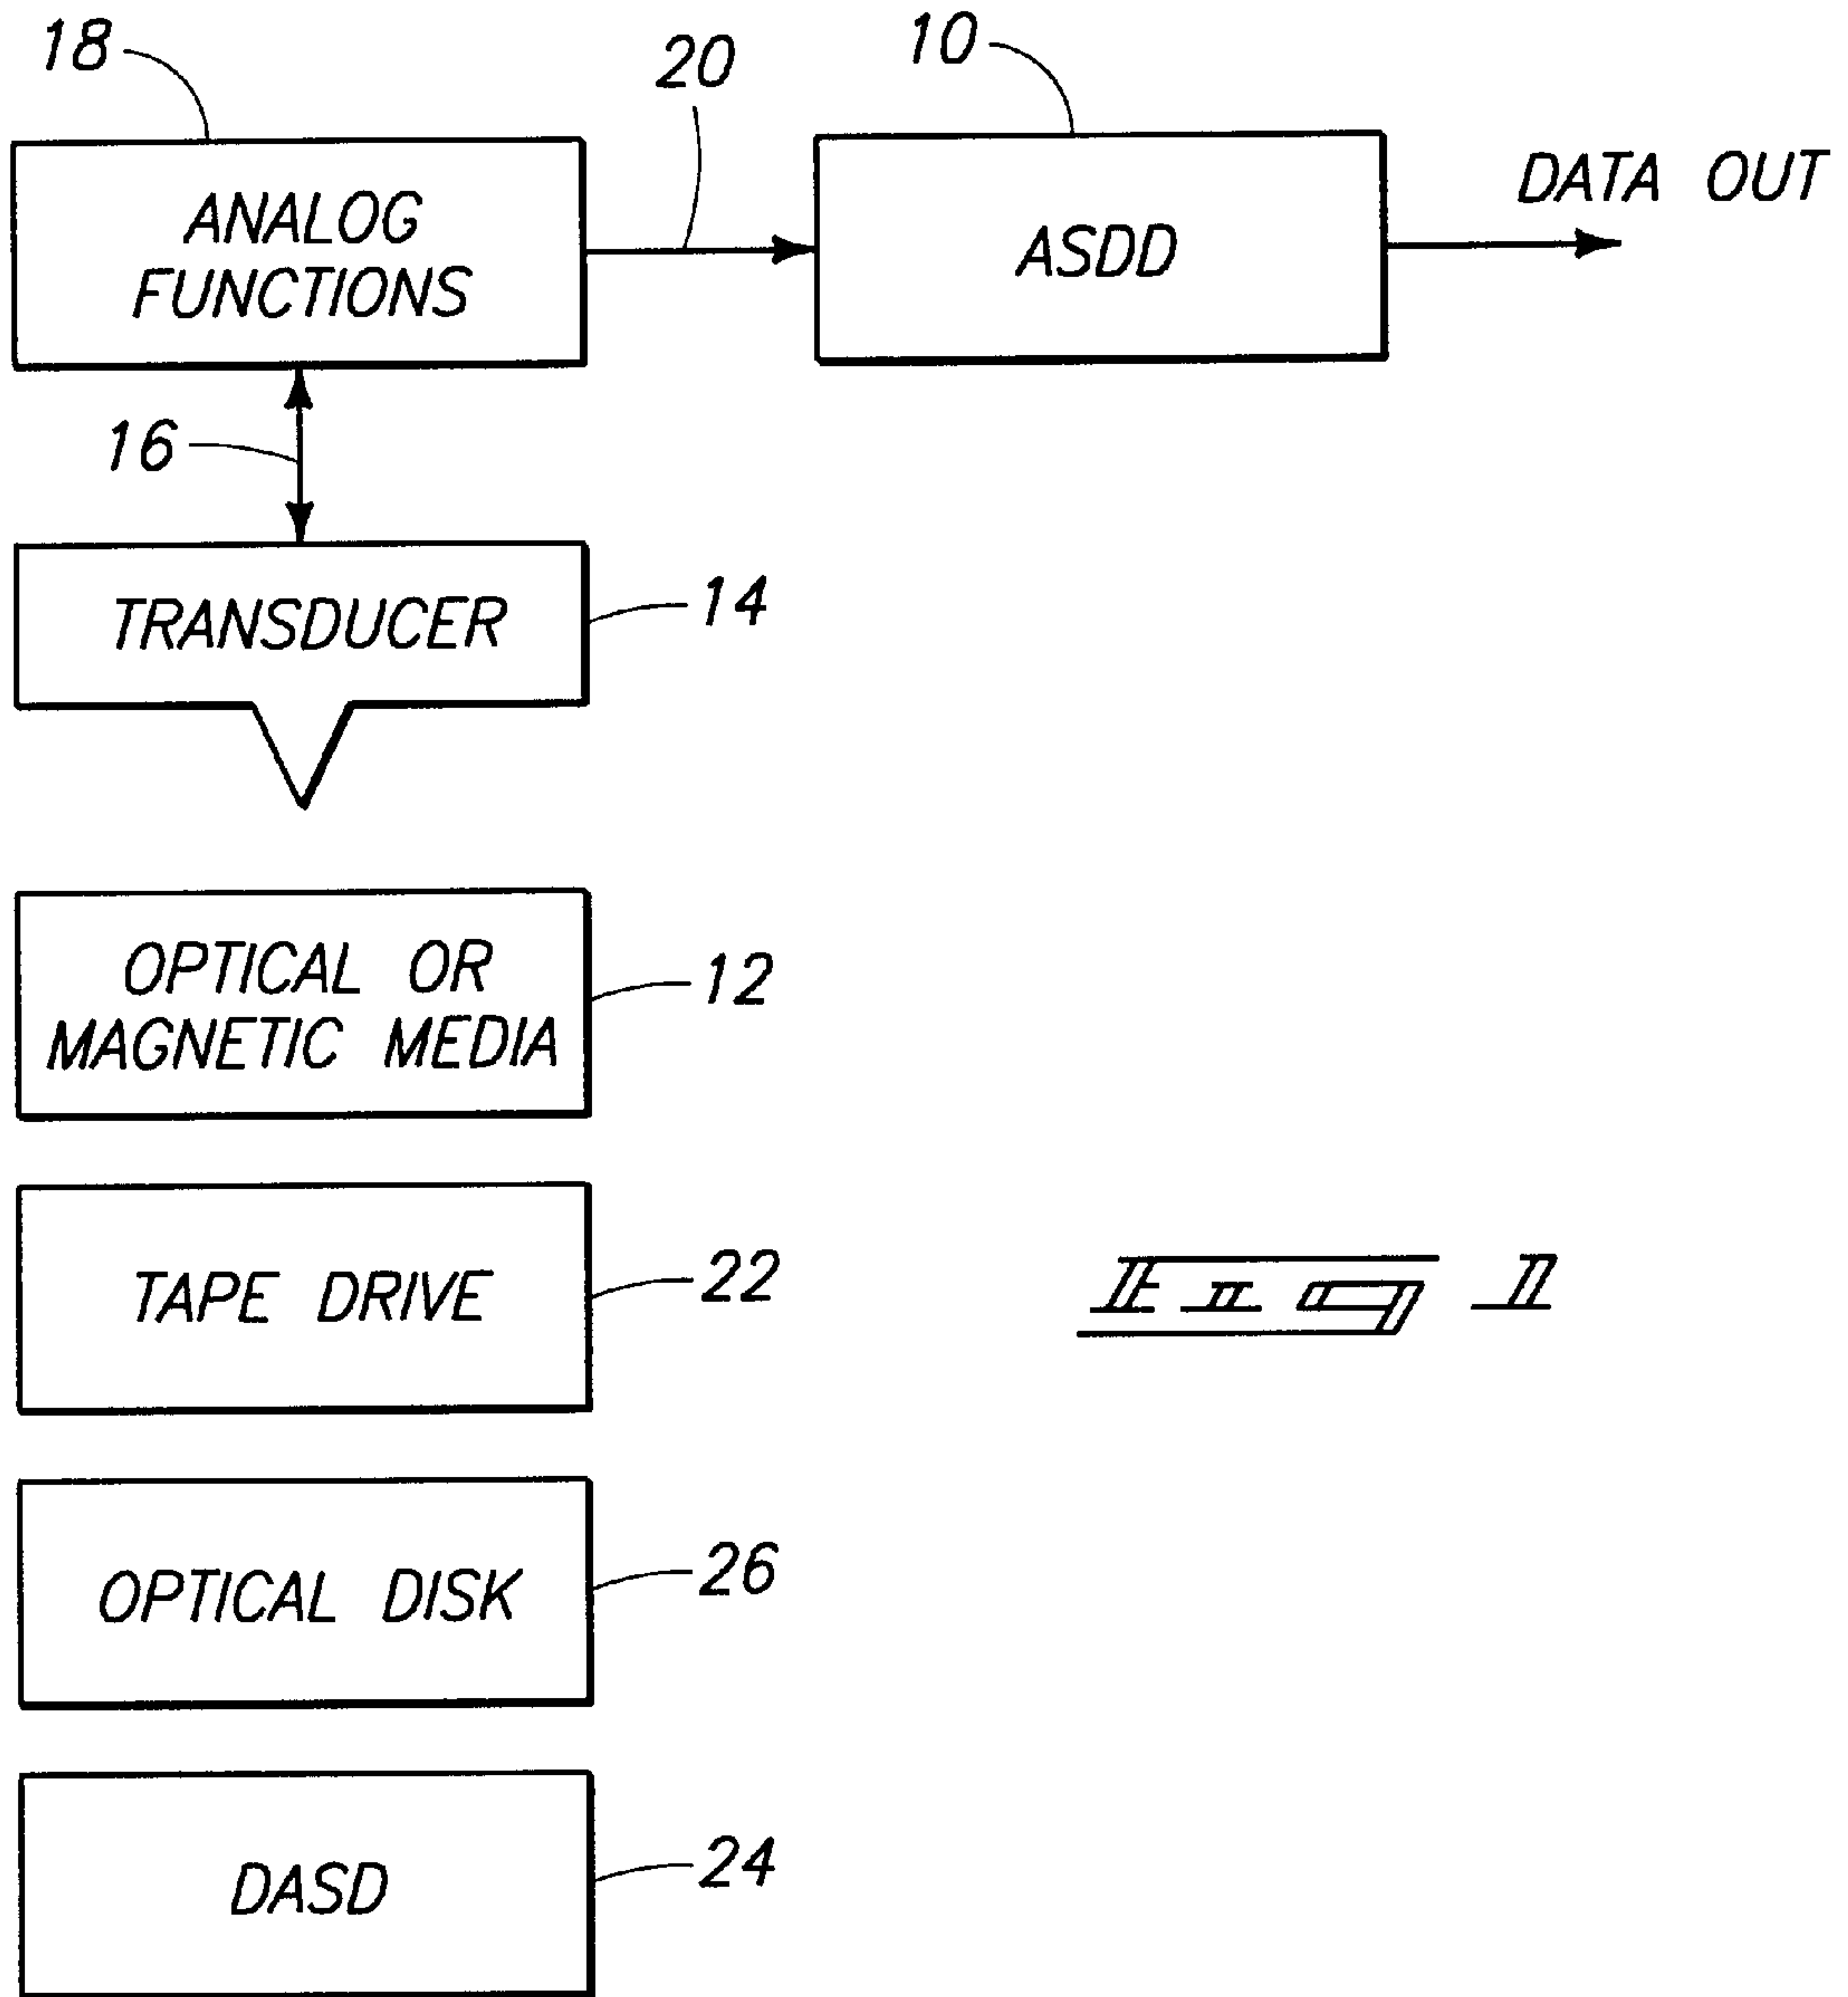 18
20
10
ANALOG
FUNCTIONS
ASDD
DATA OUT
16
TRANSDUCER
14
OPTICAL OR
MAGNETIC MEDIA
12
TAPE DRIVE
22
Fig 1
OPTICAL DISK
26
DASD
24